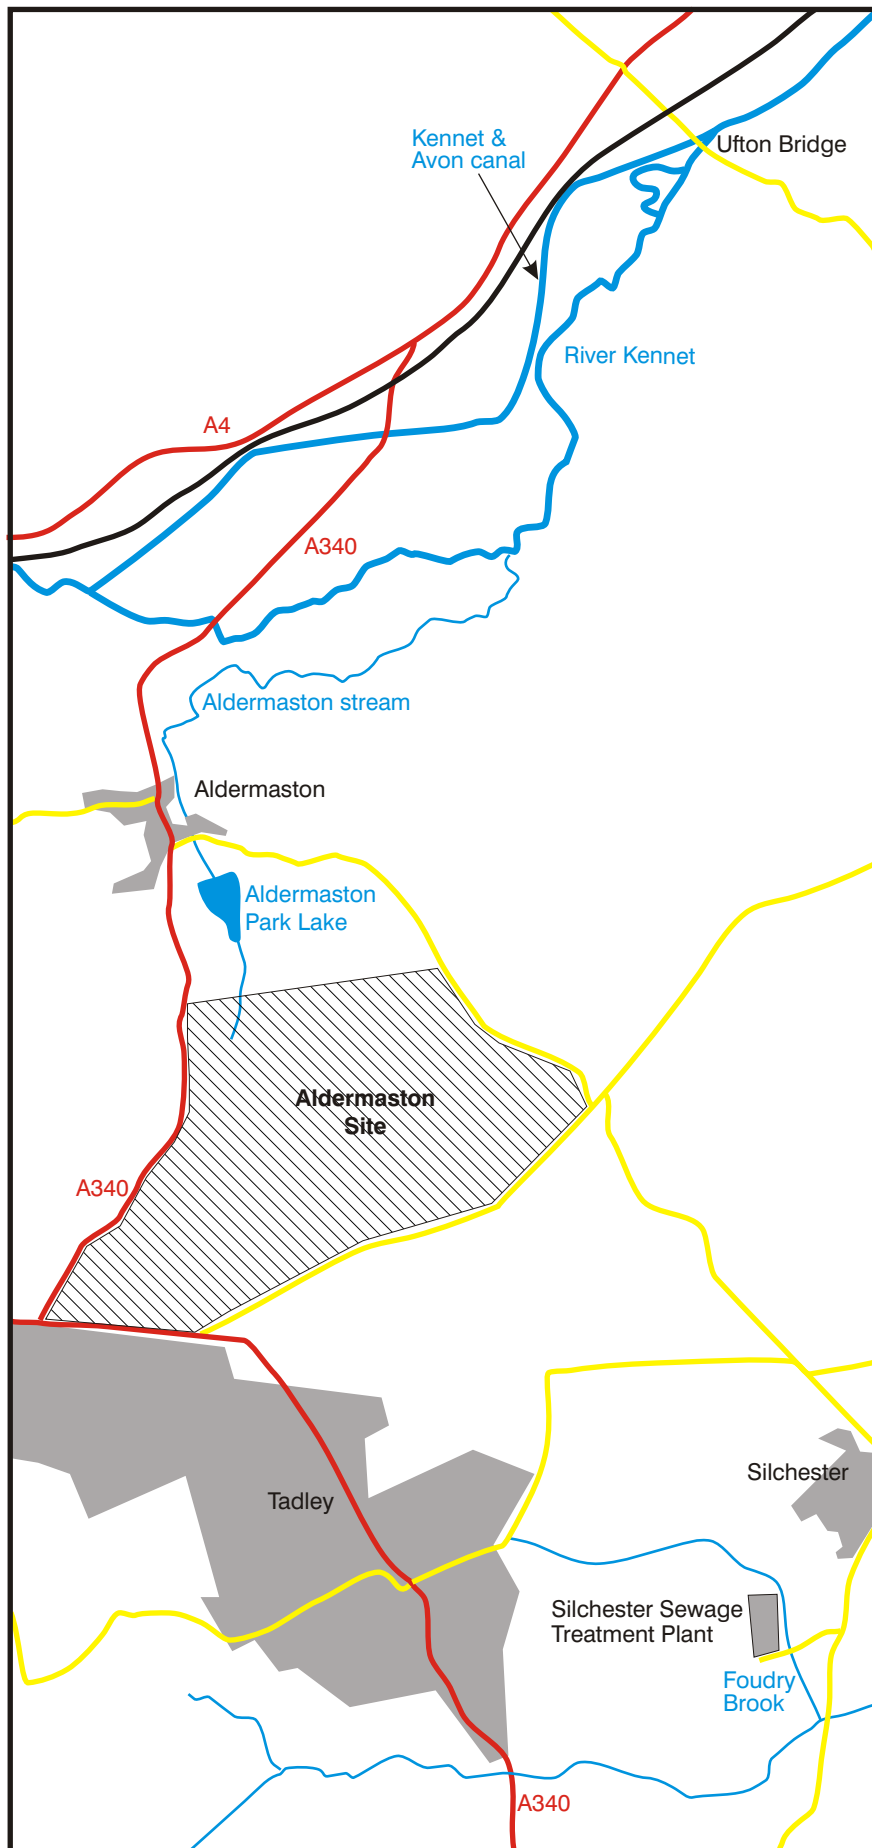 Kennet &
Avon canal
Ufton Bridge
River Kennet
A4
A340
Aldermaston stream
Aldermaston
Aldermaston
Park Lake
Aldermaston
Site
A340
Silchester
Tadley
Silchester Sewage
Treatment Plant
Foudry
Brook
A340